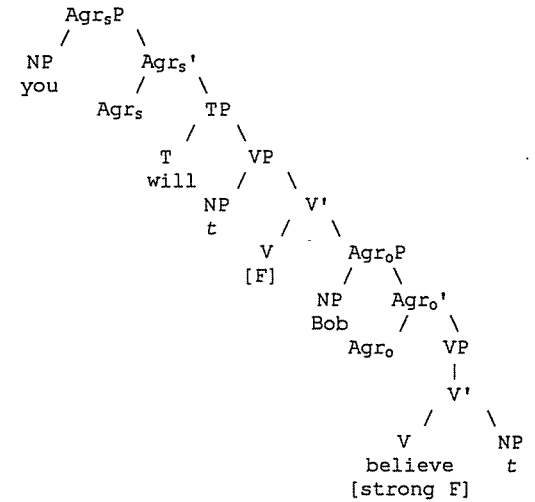 AgrₛP
NP Agrₛ'
you
Agrₛ TP
T VP
will
NP V'
t
V AgrₒP
[F]
NP Agrₒ'
Bob
Agrₒ VP
V'
V NP
believe t
[strong F]